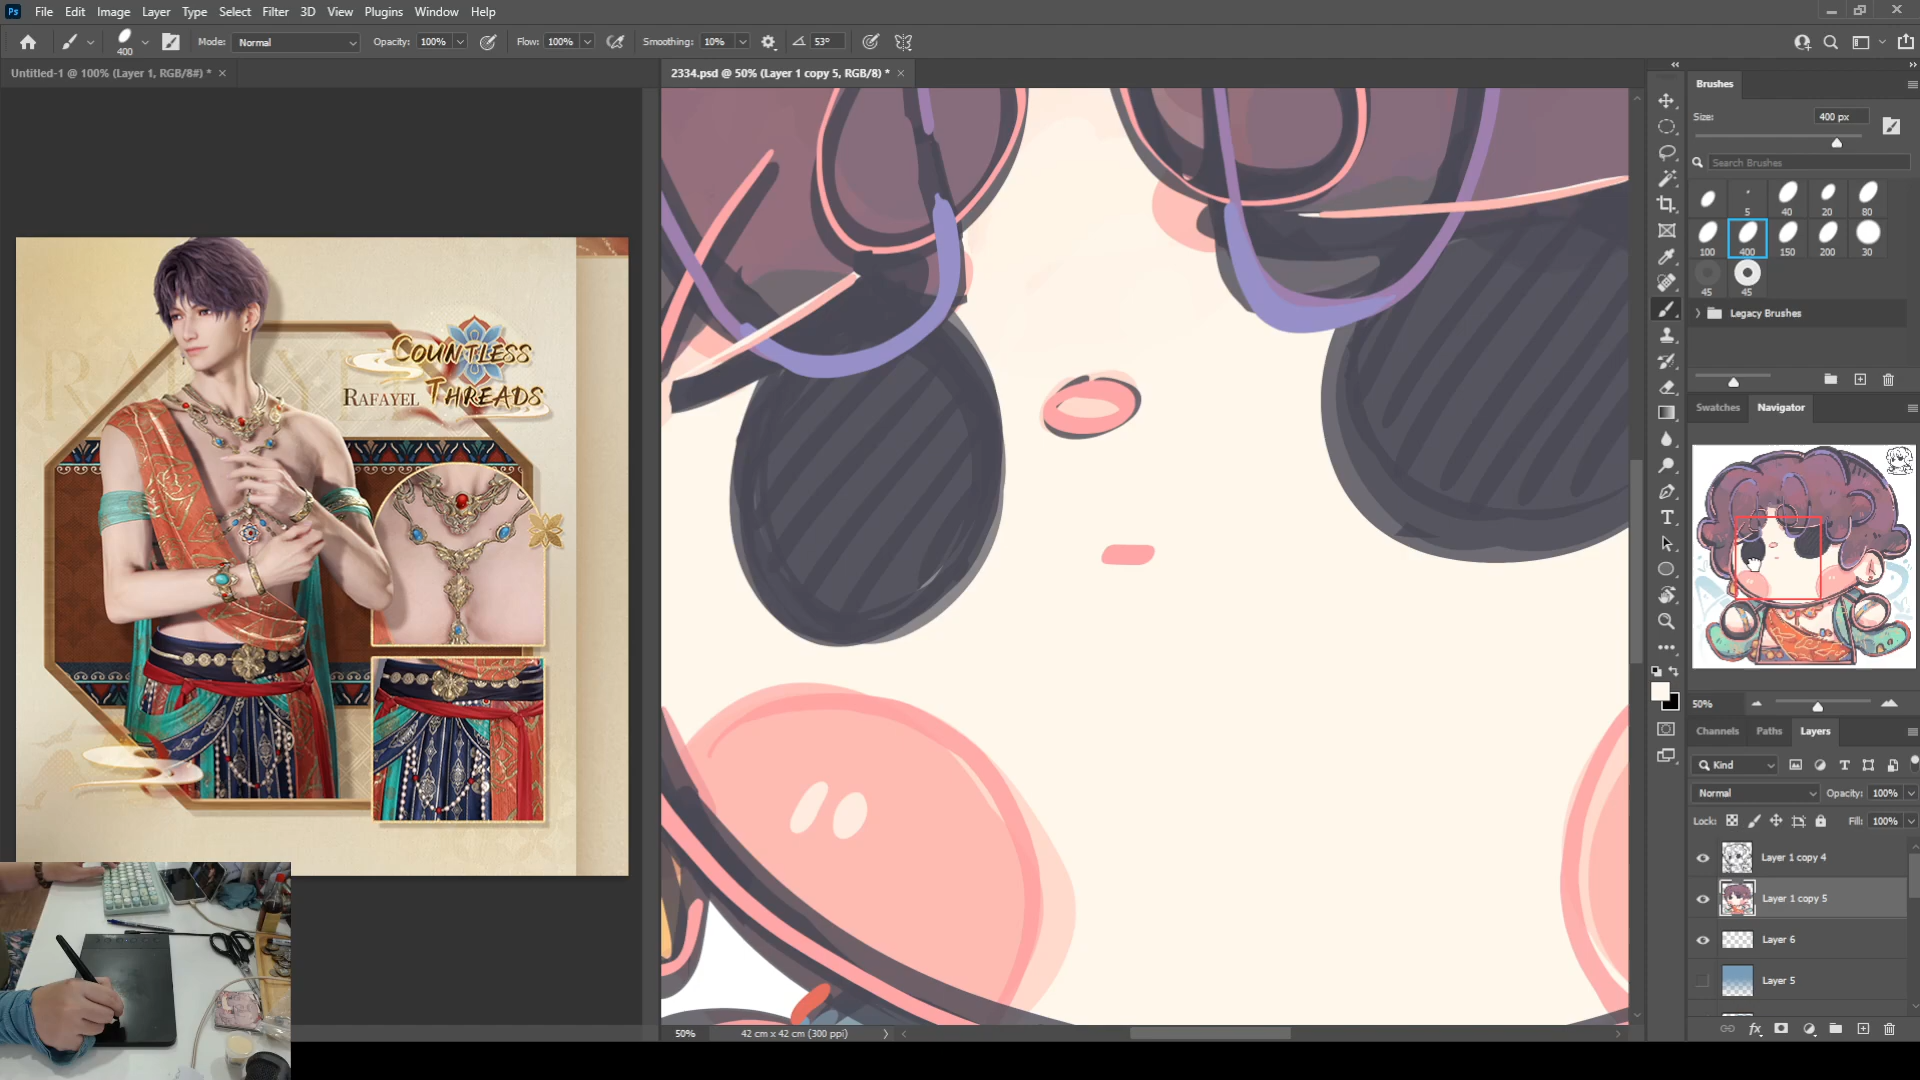 File Edit Image Layer Type Select Filter 3D View Plugins Window Help
400
Mode: Normal
Opacity: 100%
Flow: 100%
Smoothing: 10%
53°
Untitled-1 @ 100% (Layer 1, RGB/8#) *
2334.psd @ 50% (Layer 1 copy 5, RGB/8) *
COUNTLESS
THREADS
RAFAYEL
50%
42 cm x 42 cm (300 ppi)
Brushes
Size:
400 px
Search Brushes
5
40
20
80
100
400
150
200
30
45
45
Legacy Brushes
Swatches
Navigator
50%
Channels
Paths
Layers
Kind
Normal
Opacity: 100%
Lock:
Fill: 100%
Layer 1 copy 4
Layer 1 copy 5
Layer 6
Layer 5